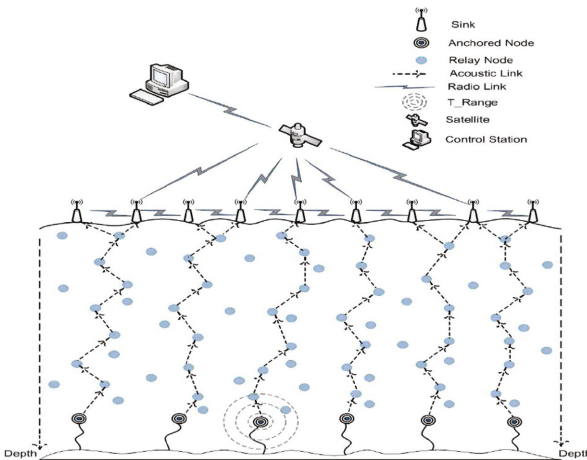 Sink
Anchored Node
Relay Node
Acoustic Link
Radio Link
T_Range
Satellite
Control Station
Depth
Depth